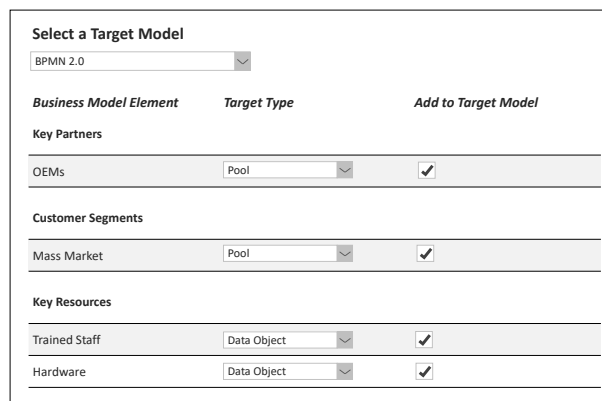 Select a Target Model
BPMN 2.0
Business Model Element Target Type Add to Target Model
Key Partners
OEMs Pool
Customer Segments
Mass Market Pool
Key Resources
Trained Staff Data Object
Hardware Data Object